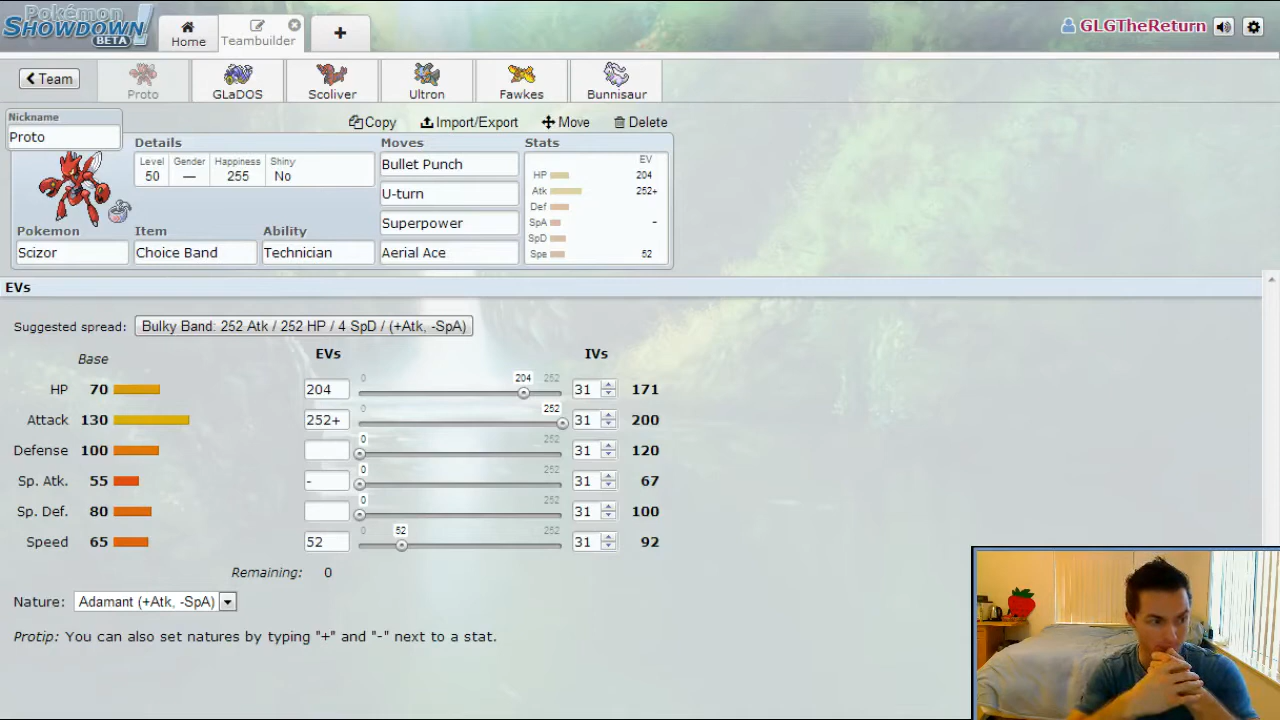 Pokémon
SHOWDOWN!
BETA
Home
Teambuilder
+
GLGTheReturn
Team
Proto
GLaDOS
Scoliver
Ultron
Fawkes
Bunnisaur
Nickname
Proto
Copy
Import/Export
Move
Delete
Details
Level
50
Gender
—
Happiness
255
Shiny
No
Moves
Bullet Punch
U-turn
Superpower
Aerial Ace
Stats
EV
HP 204
Atk 252+
Def
SpA -
SpD
Spe 52
Pokemon
Scizor
Item
Choice Band
Ability
Technician
EVs
Suggested spread: Bulky Band: 252 Atk / 252 HP / 4 SpD / (+Atk, -SpA)
Base EVs IVs
HP 70 204 0 204 252 31 171
Attack 130 252+ 252 31 200
Defense 100 0 252 31 120
Sp. Atk. 55 - 0 252 31 67
Sp. Def. 80 0 252 31 100
Speed 65 52 0 52 252 31 92
Remaining: 0
Nature: Adamant (+Atk, -SpA)
Protip: You can also set natures by typing "+" and "-" next to a stat.